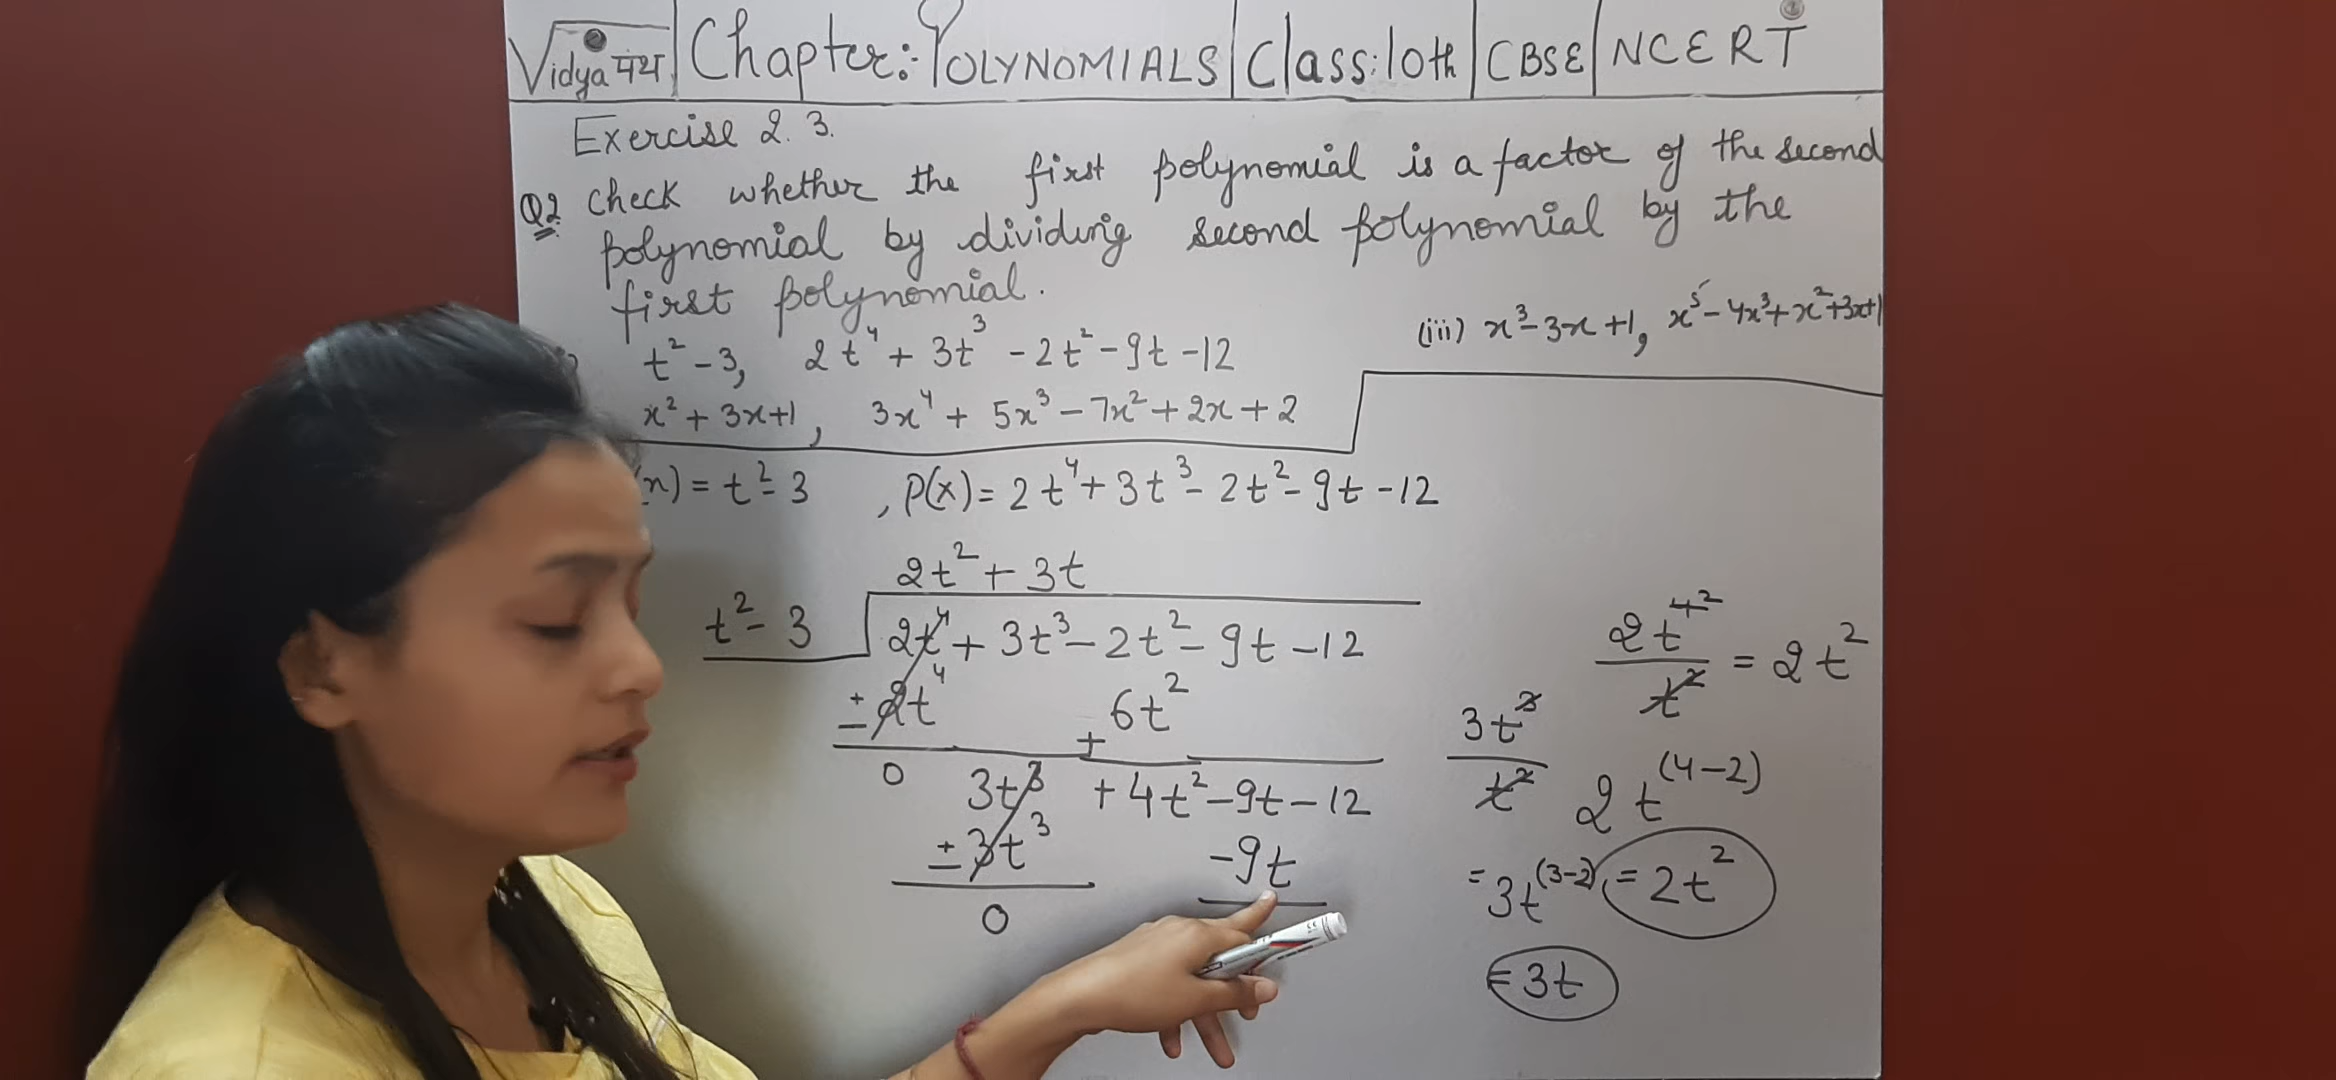 Vidya पथ | Chapter:- POLYNOMIALS | Class: 10th | CBSE | NCERT
Exercise 2.3.
Q2 Check whether the first polynomial is a factor of the second
polynomial by dividing second polynomial by the
first polynomial.
t² - 3, 2t⁴ + 3t³ - 2t² - 9t - 12
(iii) x³ - 3x + 1, x⁵ - 4x³ + x² + 3x + 1
x² + 3x + 1, 3x⁴ + 5x³ - 7x² + 2x + 2
(x) = t² - 3, P(x) = 2t⁴ + 3t³ - 2t² - 9t - 12
2t² + 3t
t² - 3 2t⁴ + 3t³ - 2t² - 9t - 12
± 2t⁴ + 6t²
0 3t³ + 4t² - 9t - 12
± 3t³ - 9t
0
2t⁴² / t² = 2t²
2t⁽⁴⁻²⁾
= 2t²
3t³ / t²
= 3t⁽³⁻²⁾
= 3t